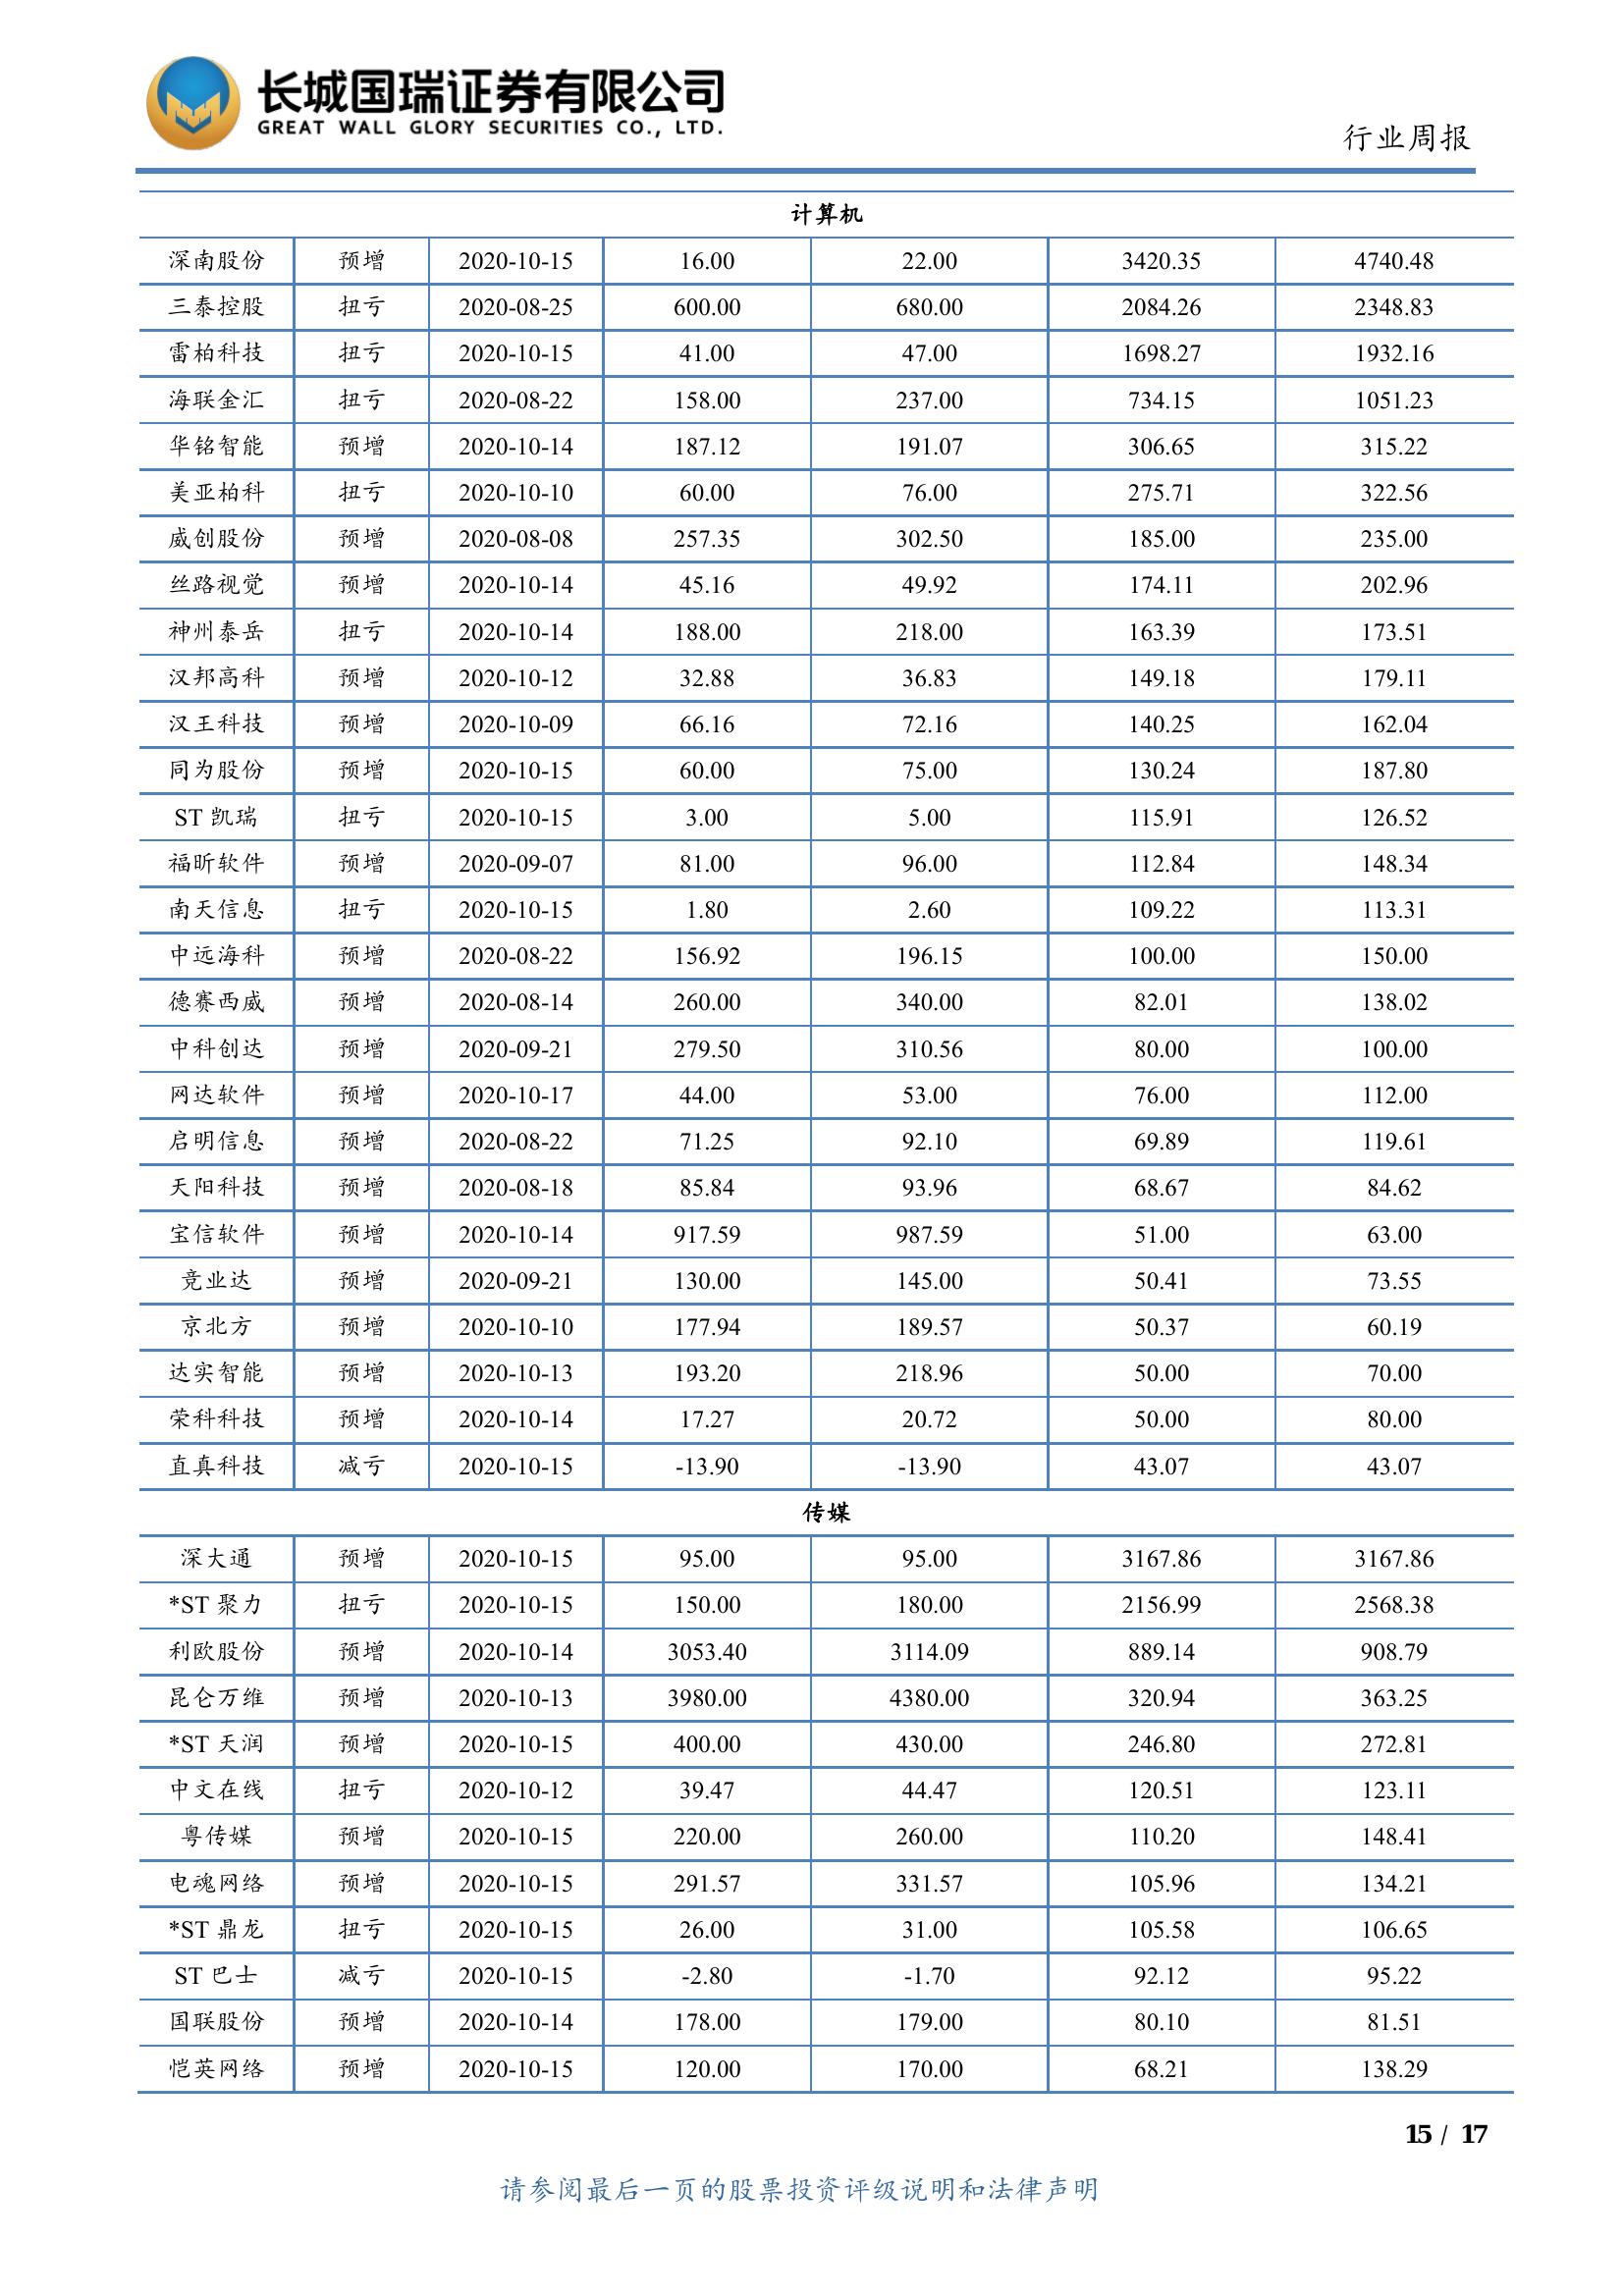 长城国瑞证券有限公司
GREAT WALL GLORY SECURITIES CO., LTD.
行业周报
计算机
深南股份 预增 2020-10-15 16.00 22.00 3420.35 4740.48
三泰控股 扭亏 2020-08-25 600.00 680.00 2084.26 2348.83
雷柏科技 扭亏 2020-10-15 41.00 47.00 1698.27 1932.16
海联金汇 扭亏 2020-08-22 158.00 237.00 734.15 1051.23
华铭智能 预增 2020-10-14 187.12 191.07 306.65 315.22
美亚柏科 扭亏 2020-10-10 60.00 76.00 275.71 322.56
威创股份 预增 2020-08-08 257.35 302.50 185.00 235.00
丝路视觉 预增 2020-10-14 45.16 49.92 174.11 202.96
神州泰岳 扭亏 2020-10-14 188.00 218.00 163.39 173.51
汉邦高科 预增 2020-10-12 32.88 36.83 149.18 179.11
汉王科技 预增 2020-10-09 66.16 72.16 140.25 162.04
同为股份 预增 2020-10-15 60.00 75.00 130.24 187.80
ST 凯瑞 扭亏 2020-10-15 3.00 5.00 115.91 126.52
福昕软件 预增 2020-09-07 81.00 96.00 112.84 148.34
南天信息 扭亏 2020-10-15 1.80 2.60 109.22 113.31
中远海科 预增 2020-08-22 156.92 196.15 100.00 150.00
德赛西威 预增 2020-08-14 260.00 340.00 82.01 138.02
中科创达 预增 2020-09-21 279.50 310.56 80.00 100.00
网达软件 预增 2020-10-17 44.00 53.00 76.00 112.00
启明信息 预增 2020-08-22 71.25 92.10 69.89 119.61
天阳科技 预增 2020-08-18 85.84 93.96 68.67 84.62
宝信软件 预增 2020-10-14 917.59 987.59 51.00 63.00
竞业达 预增 2020-09-21 130.00 145.00 50.41 73.55
京北方 预增 2020-10-10 177.94 189.57 50.37 60.19
达实智能 预增 2020-10-13 193.20 218.96 50.00 70.00
荣科科技 预增 2020-10-14 17.27 20.72 50.00 80.00
直真科技 减亏 2020-10-15 -13.90 -13.90 43.07 43.07
传媒
深大通 预增 2020-10-15 95.00 95.00 3167.86 3167.86
*ST 聚力 扭亏 2020-10-15 150.00 180.00 2156.99 2568.38
利欧股份 预增 2020-10-14 3053.40 3114.09 889.14 908.79
昆仑万维 预增 2020-10-13 3980.00 4380.00 320.94 363.25
*ST 天润 预增 2020-10-15 400.00 430.00 246.80 272.81
中文在线 扭亏 2020-10-12 39.47 44.47 120.51 123.11
粤传媒 预增 2020-10-15 220.00 260.00 110.20 148.41
电魂网络 预增 2020-10-15 291.57 331.57 105.96 134.21
*ST 鼎龙 扭亏 2020-10-15 26.00 31.00 105.58 106.65
ST 巴士 减亏 2020-10-15 -2.80 -1.70 92.12 95.22
国联股份 预增 2020-10-14 178.00 179.00 80.10 81.51
恺英网络 预增 2020-10-15 120.00 170.00 68.21 138.29
15 / 17
请参阅最后一页的股票投资评级说明和法律声明